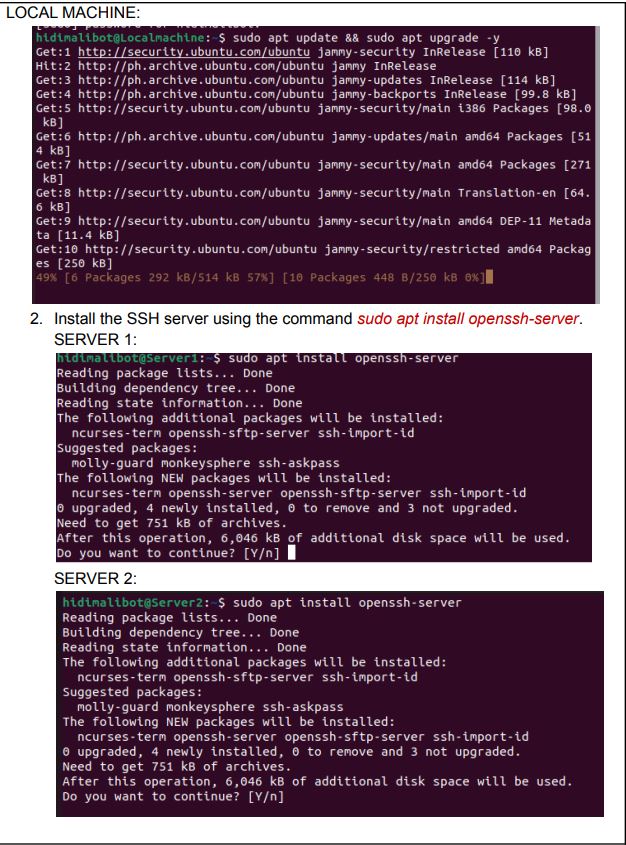 LOCAL MACHINE:
hidimalibot@Localmachine:~$ sudo apt update && sudo apt upgrade -y
Get:1 http://security.ubuntu.com/ubuntu jammy-security InRelease [110 kB]
Hit:2 http://ph.archive.ubuntu.com/ubuntu jammy InRelease
Get:3 http://ph.archive.ubuntu.com/ubuntu jammy-updates InRelease [114 kB]
Get:4 http://ph.archive.ubuntu.com/ubuntu jammy-backports InRelease [99.8 kB]
Get:5 http://security.ubuntu.com/ubuntu jammy-security/main i386 Packages [98.0
 kB]
Get:6 http://ph.archive.ubuntu.com/ubuntu jammy-updates/main amd64 Packages [51
4 kB]
Get:7 http://security.ubuntu.com/ubuntu jammy-security/main amd64 Packages [271
 kB]
Get:8 http://security.ubuntu.com/ubuntu jammy-security/main Translation-en [64.
6 kB]
Get:9 http://security.ubuntu.com/ubuntu jammy-security/main amd64 DEP-11 Metada
ta [11.4 kB]
Get:10 http://security.ubuntu.com/ubuntu jammy-security/restricted amd64 Packag
es [250 kB]
49% [6 Packages 292 kB/514 kB 57%] [10 Packages 448 B/250 kB 0%]
2. Install the SSH server using the command sudo apt install openssh-server.
SERVER 1:
hidimalibot@Server1:~$ sudo apt install openssh-server
Reading package lists... Done
Building dependency tree... Done
Reading state information... Done
The following additional packages will be installed:
  ncurses-term openssh-sftp-server ssh-import-id
Suggested packages:
  molly-guard monkeysphere ssh-askpass
The following NEW packages will be installed:
  ncurses-term openssh-server openssh-sftp-server ssh-import-id
0 upgraded, 4 newly installed, 0 to remove and 3 not upgraded.
Need to get 751 kB of archives.
After this operation, 6,046 kB of additional disk space will be used.
Do you want to continue? [Y/n]
SERVER 2:
hidimalibot@Server2:~$ sudo apt install openssh-server
Reading package lists... Done
Building dependency tree... Done
Reading state information... Done
The following additional packages will be installed:
  ncurses-term openssh-sftp-server ssh-import-id
Suggested packages:
  molly-guard monkeysphere ssh-askpass
The following NEW packages will be installed:
  ncurses-term openssh-server openssh-sftp-server ssh-import-id
0 upgraded, 4 newly installed, 0 to remove and 3 not upgraded.
Need to get 751 kB of archives.
After this operation, 6,046 kB of additional disk space will be used.
Do you want to continue? [Y/n]